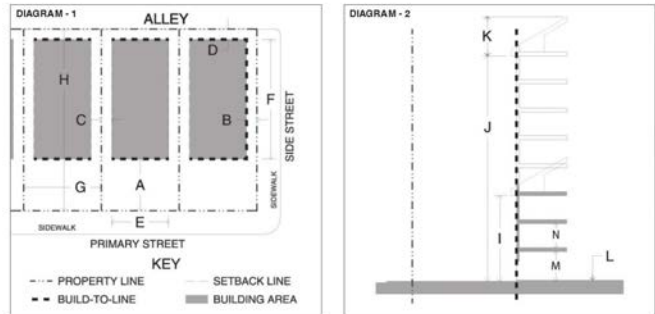 DIAGRAM - 1
ALLEY
D
H
F
C
B
SIDE STREET
A
G
E
SIDEWALK
SIDEWALK
PRIMARY STREET
KEY
PROPERTY LINE
SETBACK LINE
BUILD-TO-LINE
BUILDING AREA
DIAGRAM - 2
K
J
I
N
M
L